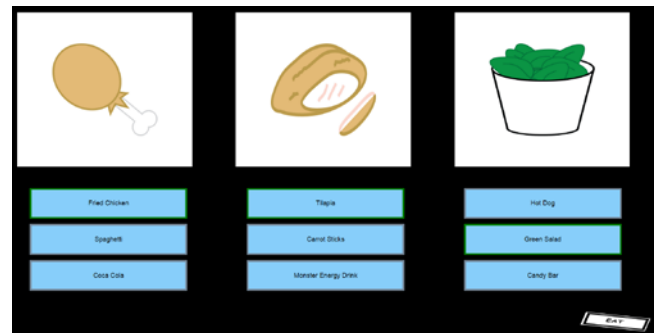 Fried Chicken
Tilapia
Hot Dog
Spaghetti
Carrot Sticks
Green Salad
Coca Cola
Monster Energy Drink
Candy Bar
EAT